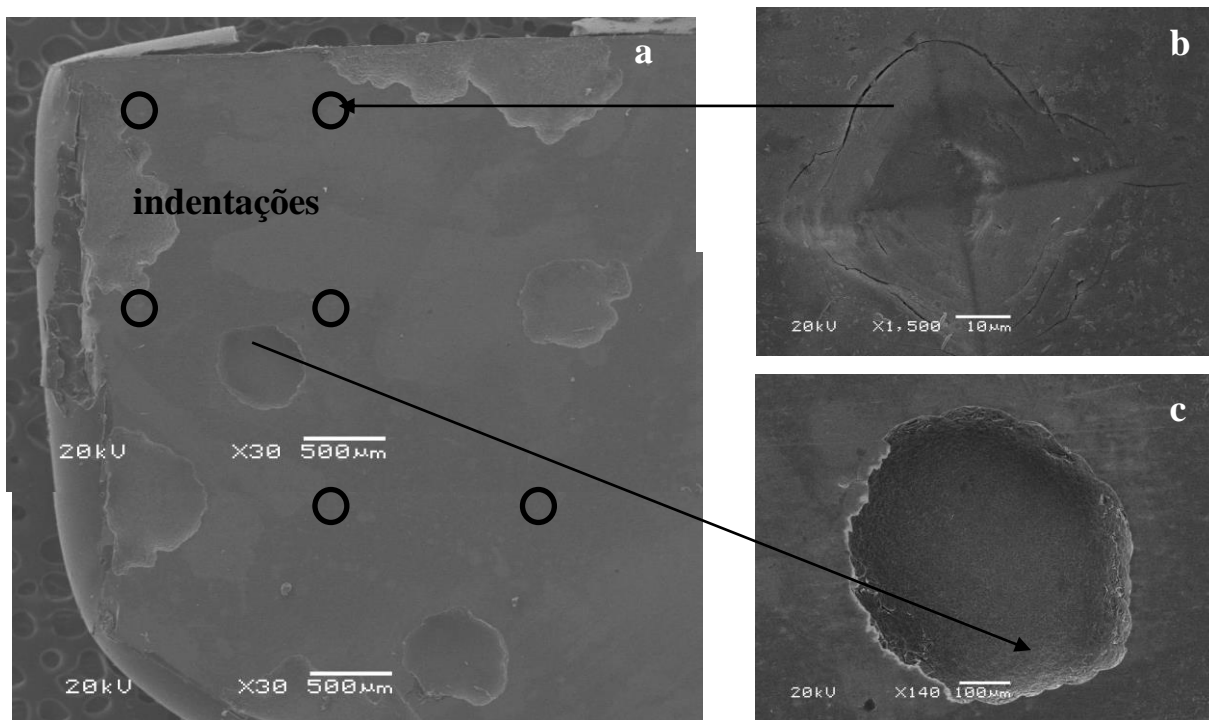 a
indentações
20kV X30 500µm
20kV X30 500µm
b
20kV X1,500 10µm
c
20kV X140 100µm